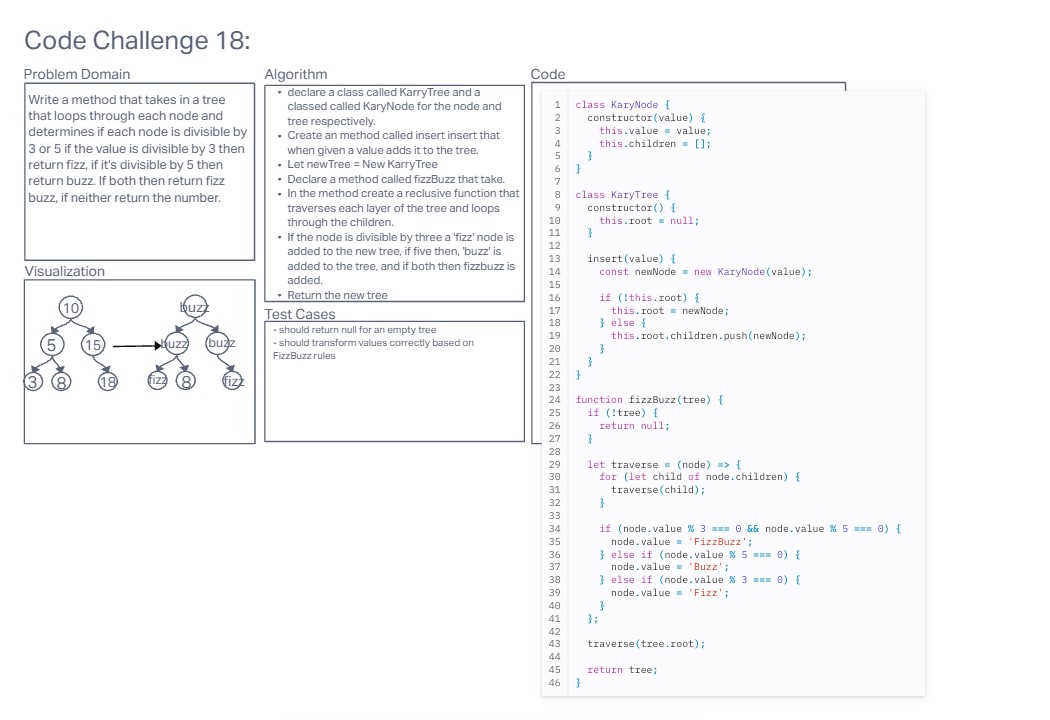 Code Challenge 18:
Problem Domain
Write a method that takes in a tree
that loops through each node and
determines if each node is divisible by
3 or 5 if the value is divisible by 3 then
return fizz, if it's divisible by 5 then
return buzz. If both then return fizz
buzz, if neither return the number.
Visualization
10
5
15
3
8
18
buzz
buzz
buzz
fizz
8
fizz
Algorithm
• declare a class called KarryTree and a
classed called KaryNode for the node and
tree respectively.
• Create an method called insert insert that
when given a value adds it to the tree.
• Let newTree = New KarryTree
• Declare a method called fizzBuzz that take.
• In the method create a reclusive function that
traverses each layer of the tree and loops
through the children.
• If the node is divisible by three a 'fizz' node is
added to the new tree, if five then, 'buzz' is
added to the tree, and if both then fizzbuzz is
added.
• Return the new tree
Test Cases
- should return null for an empty tree
- should transform values correctly based on
FizzBuzz rules
Code
1 class KaryNode {
2   constructor(value) {
3     this.value = value;
4     this.children = [];
5   }
6 }
7
8 class KaryTree {
9   constructor() {
10     this.root = null;
11   }
12
13   insert(value) {
14     const newNode = new KaryNode(value);
15
16     if (!this.root) {
17       this.root = newNode;
18     } else {
19       this.root.children.push(newNode);
20     }
21   }
22 }
23
24 function fizzBuzz(tree) {
25   if (!tree) {
26     return null;
27   }
28
29   let traverse = (node) => {
30     for (let child of node.children) {
31       traverse(child);
32     }
33
34     if (node.value % 3 === 0 && node.value % 5 === 0) {
35       node.value = 'FizzBuzz';
36     } else if (node.value % 5 === 0) {
37       node.value = 'Buzz';
38     } else if (node.value % 3 === 0) {
39       node.value = 'Fizz';
40     }
41   };
42
43   traverse(tree.root);
44
45   return tree;
46 }